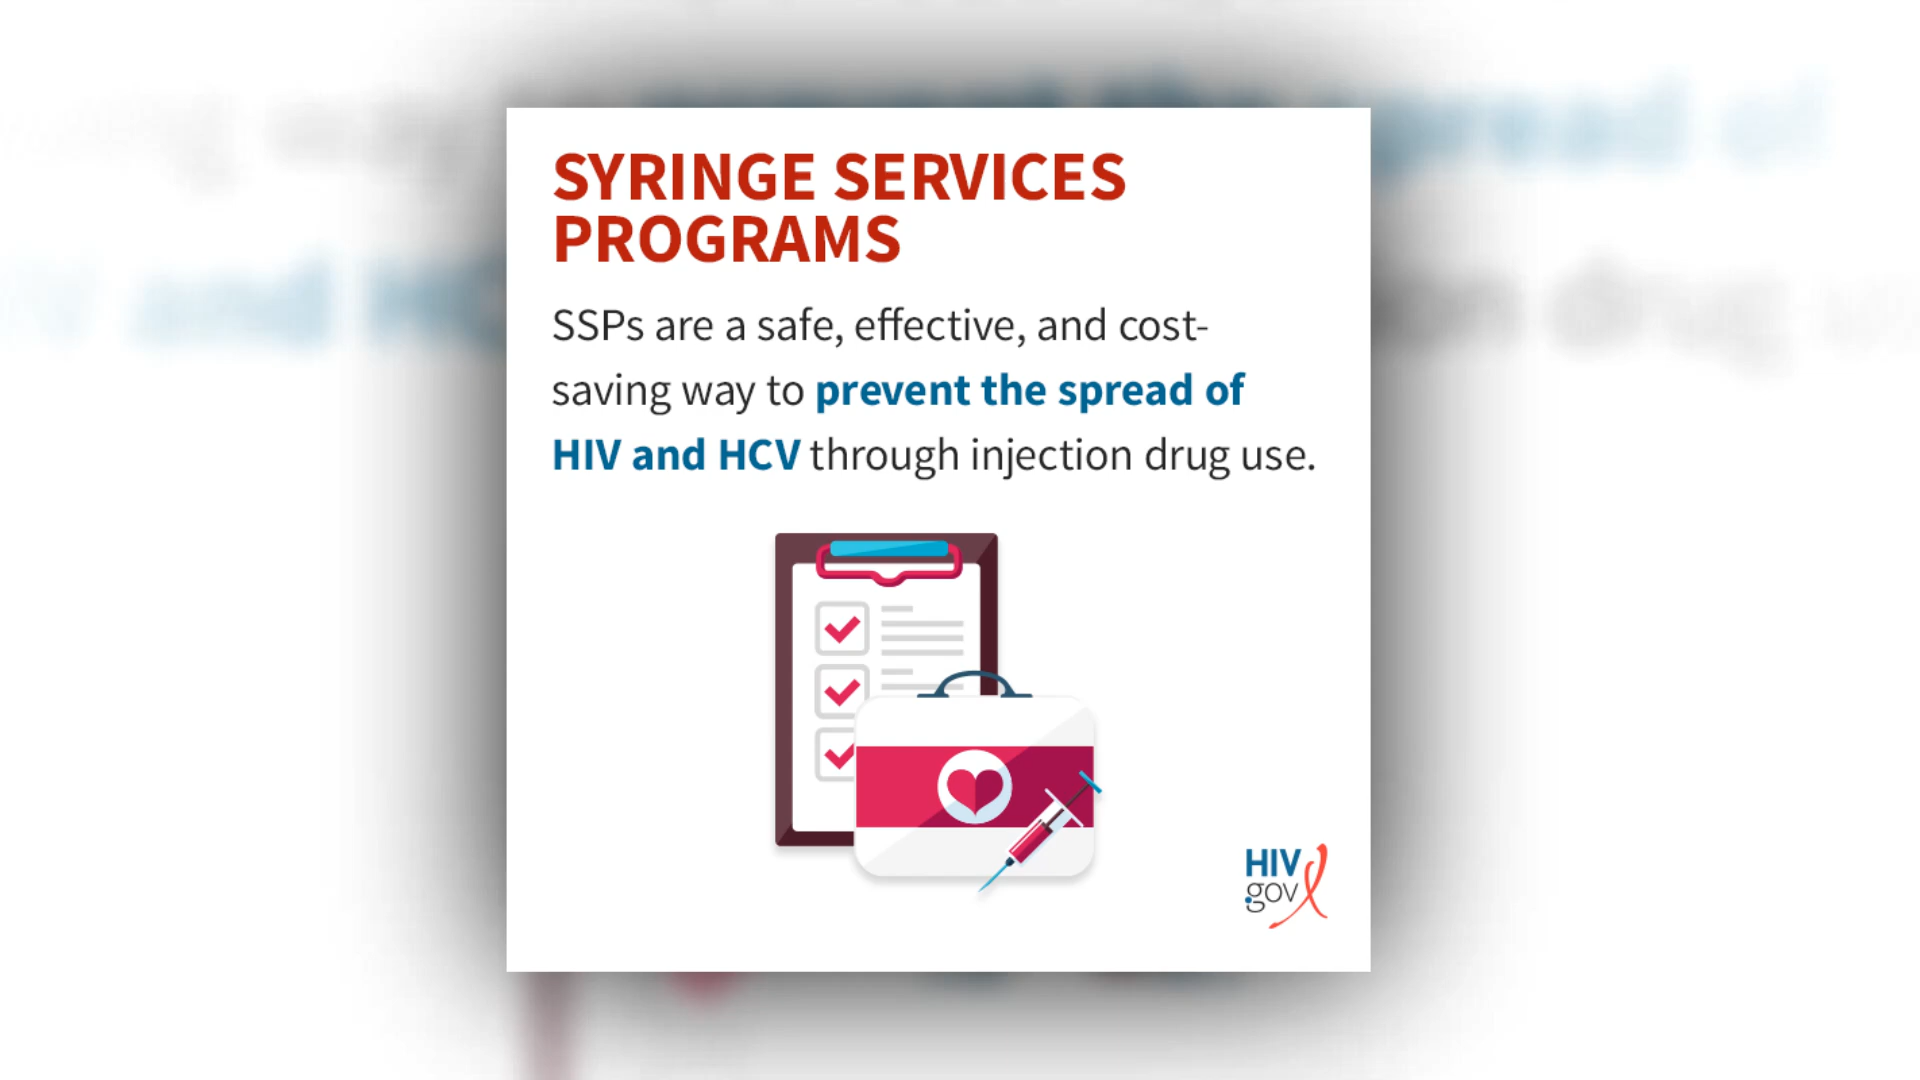 SYRINGE SERVICES
PROGRAMS
SSPs are a safe, effective, and cost-
saving way to prevent the spread of
HIV and HCV through injection drug use.
HIV
.gov